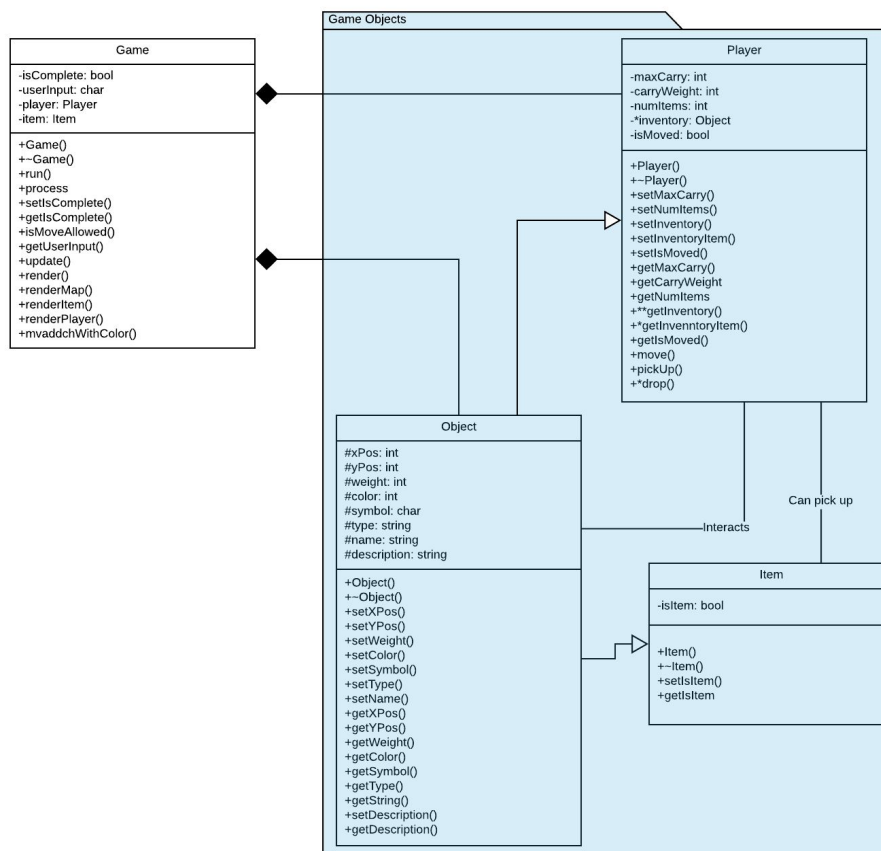 Game Objects
Game
-isComplete: bool
-userInput: char
-player: Player
-item: Item
+Game()
+~Game()
+run()
+process
+setIsComplete()
+getIsComplete()
+isMoveAllowed()
+getUserInput()
+update()
+render()
+renderMap()
+renderItem()
+renderPlayer()
+mvaddchWithColor()
Player
-maxCarry: int
-carryWeight: int
-numItems: int
-*inventory: Object
-isMoved: bool
+Player()
+~Player()
+setMaxCarry()
+setNumItems()
+setInventory()
+setInventoryItem()
+setIsMoved()
+getMaxCarry()
+getCarryWeight
+getNumItems
+**getInventory()
+*getInvenntoryItem()
+getIsMoved()
+move()
+pickUp()
+*drop()
Object
#xPos: int
#yPos: int
#weight: int
#color: int
#symbol: char
#type: string
#name: string
#description: string
+Object()
+~Object()
+setXPos()
+setYPos()
+setWeight()
+setColor()
+setSymbol()
+setType()
+setName()
+getXPos()
+getYPos()
+getWeight()
+getColor()
+getSymbol()
+getType()
+getString()
+setDescription()
+getDescription()
Can pick up
Interacts
Item
-isItem: bool
+Item()
+~Item()
+setIsItem()
+getIsItem